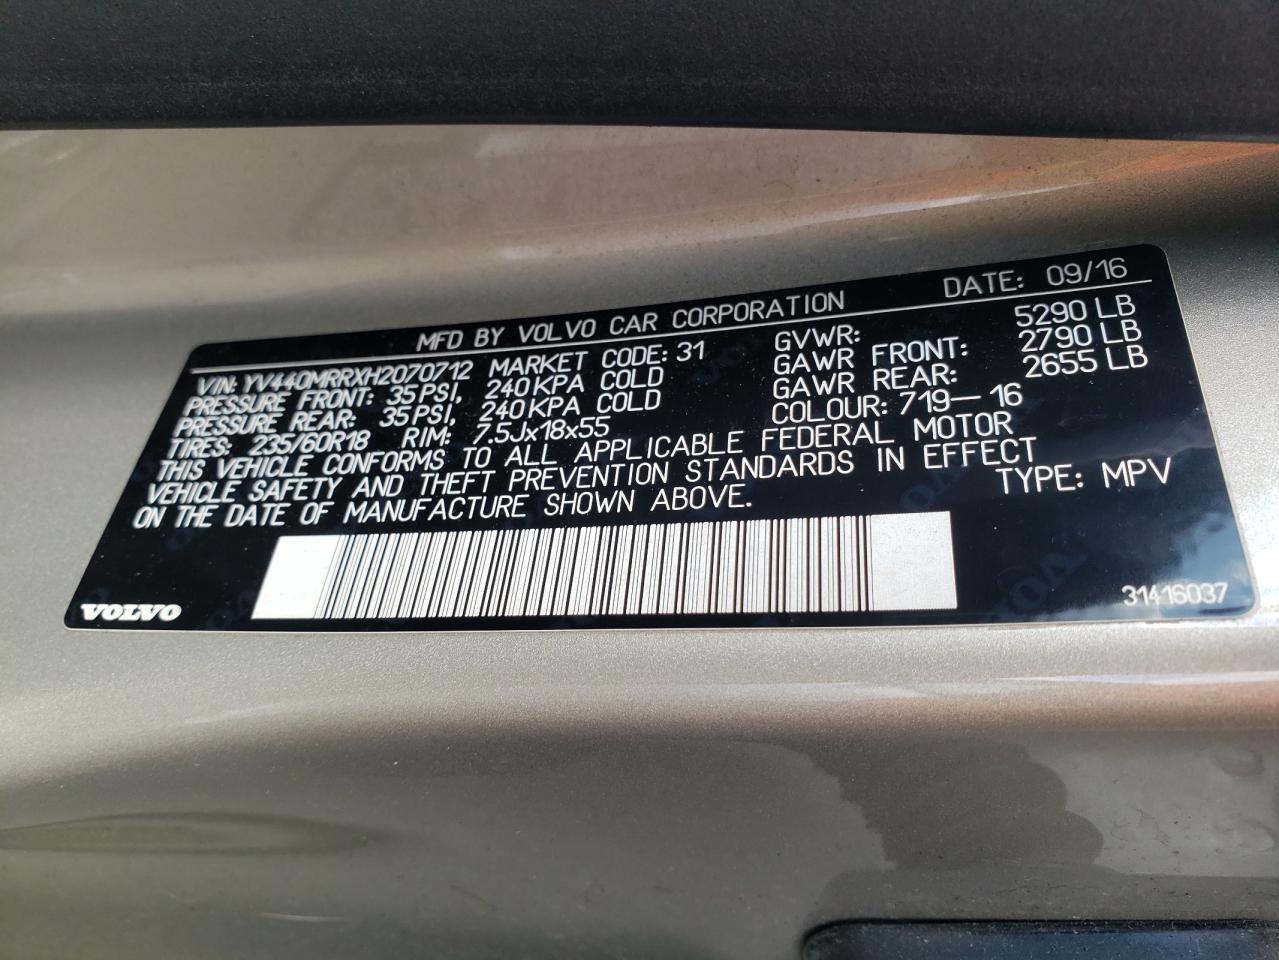 MFD BY VOLVO CAR CORPORATION DATE: 09/16
VIN: YV440MRRXH2070712 MARKET CODE: 31 GVWR: 5290 LB
PRESSURE FRONT: 35 PSI, 240 KPA COLD GAWR FRONT: 2790 LB
PRESSURE REAR: 35 PSI, 240 KPA COLD GAWR REAR: 2655 LB
TIRES: 235/60R18 RIM: 7.5Jx18x55 COLOUR: 719— 16
THIS VEHICLE CONFORMS TO ALL APPLICABLE FEDERAL MOTOR
VEHICLE SAFETY AND THEFT PREVENTION STANDARDS IN EFFECT
ON THE DATE OF MANUFACTURE SHOWN ABOVE. TYPE: MPV
VOLVO 31416037